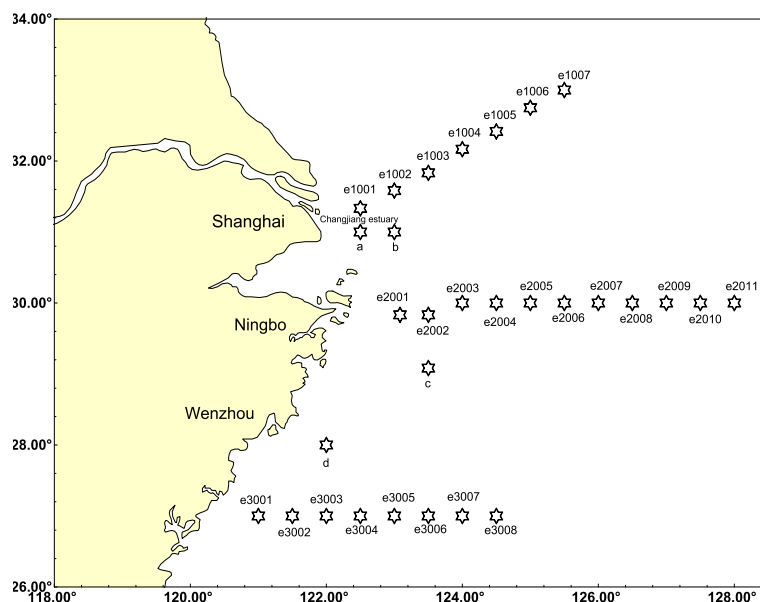 34.00°
e1007
e1006
e1005
e1004
32.00°
e1003
e1002
e1001
Shanghai
Changjiang estuary
a
b
30.00°
e2001
e2002
e2003
e2004
e2005
e2006
e2007
e2008
e2009
e2010
e2011
Ningbo
c
Wenzhou
28.00°
d
e3001
e3002
e3003
e3004
e3005
e3006
e3007
e3008
26.00°
118.00°
120.00°
122.00°
124.00°
126.00°
128.00°